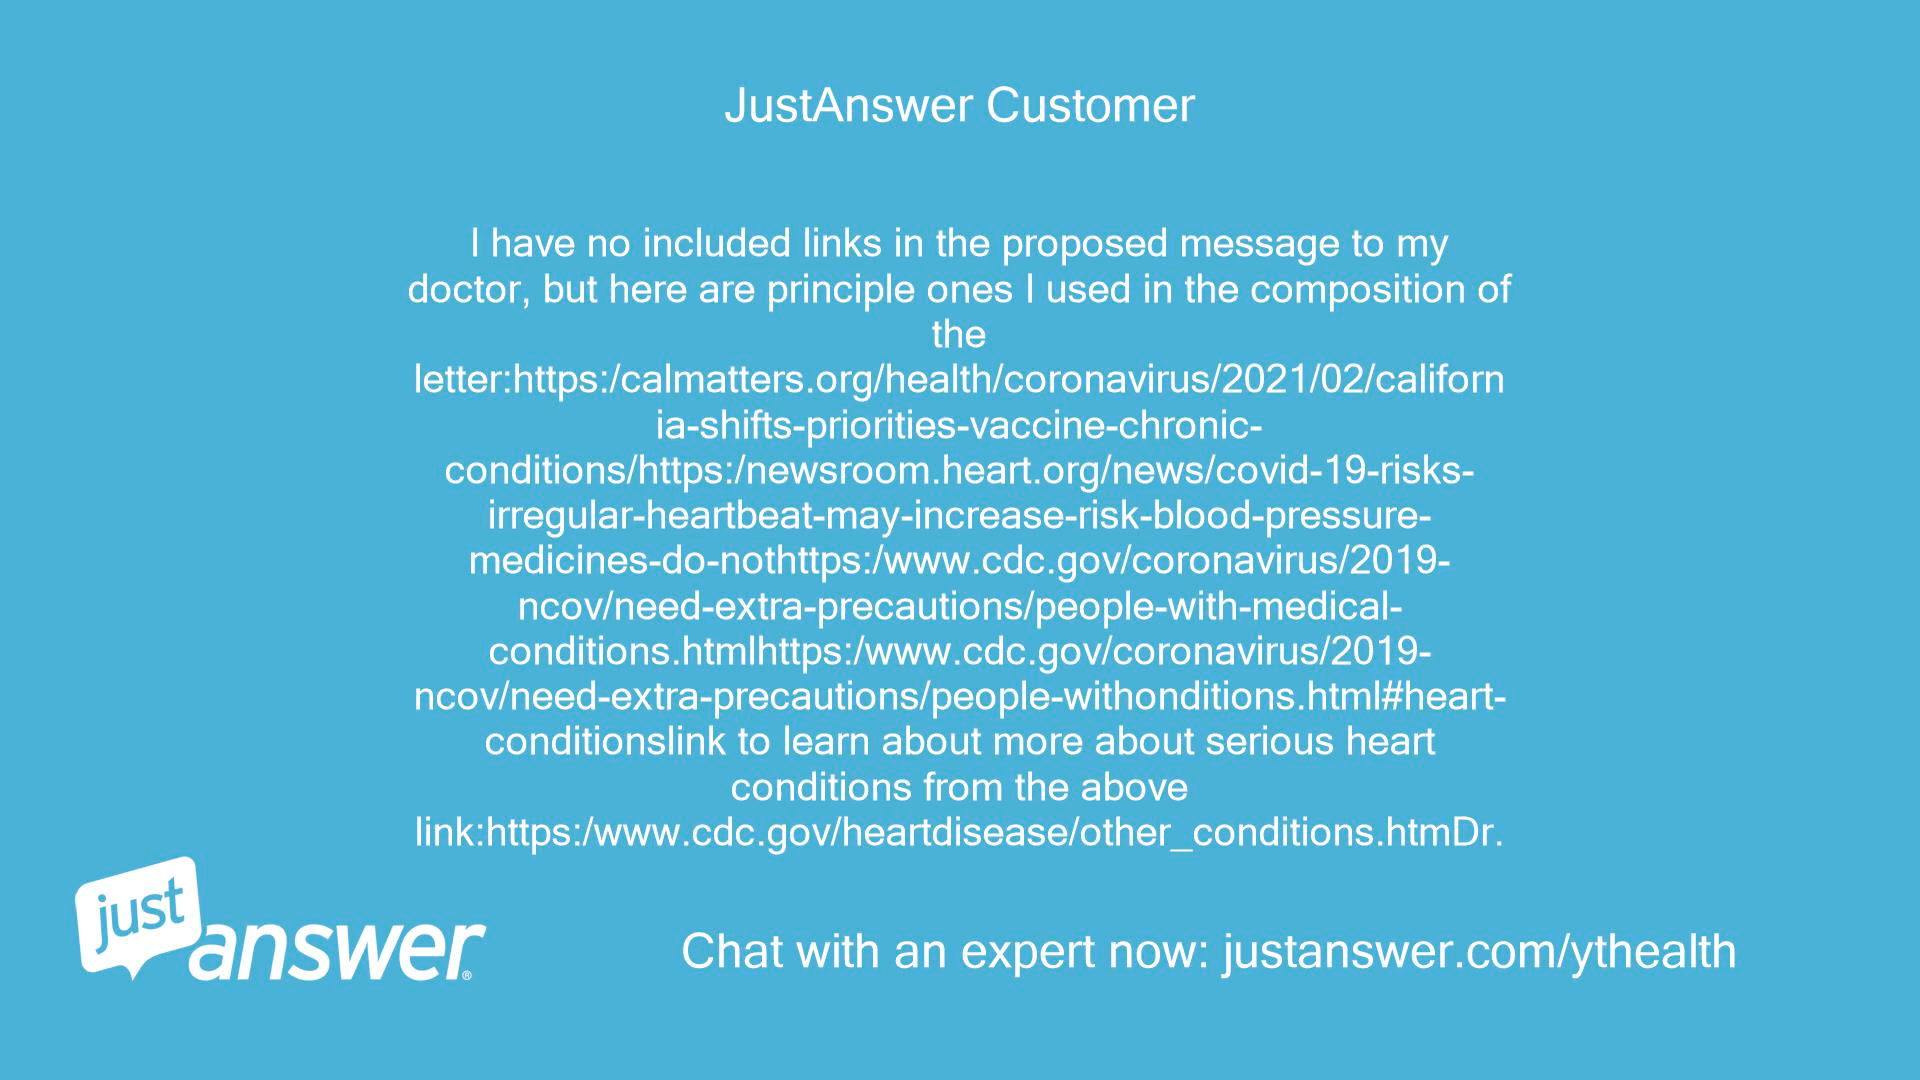 JustAnswer Customer
I have no included links in the proposed message to my
doctor, but here are principle ones I used in the composition of
the
letter:https:/calmatters.org/health/coronavirus/2021/02/californ
ia-shifts-priorities-vaccine-chronic-
conditions/https:/newsroom.heart.org/news/covid-19-risks-
irregular-heartbeat-may-increase-risk-blood-pressure-
medicines-do-nothttps:/www.cdc.gov/coronavirus/2019-
ncov/need-extra-precautions/people-with-medical-
conditions.htmlhttps:/www.cdc.gov/coronavirus/2019-
ncov/need-extra-precautions/people-withonditions.html#heart-
conditionslink to learn about more about serious heart
conditions from the above
link:https:/www.cdc.gov/heartdisease/other_conditions.htmDr.
just
answer®
Chat with an expert now: justanswer.com/ythealth